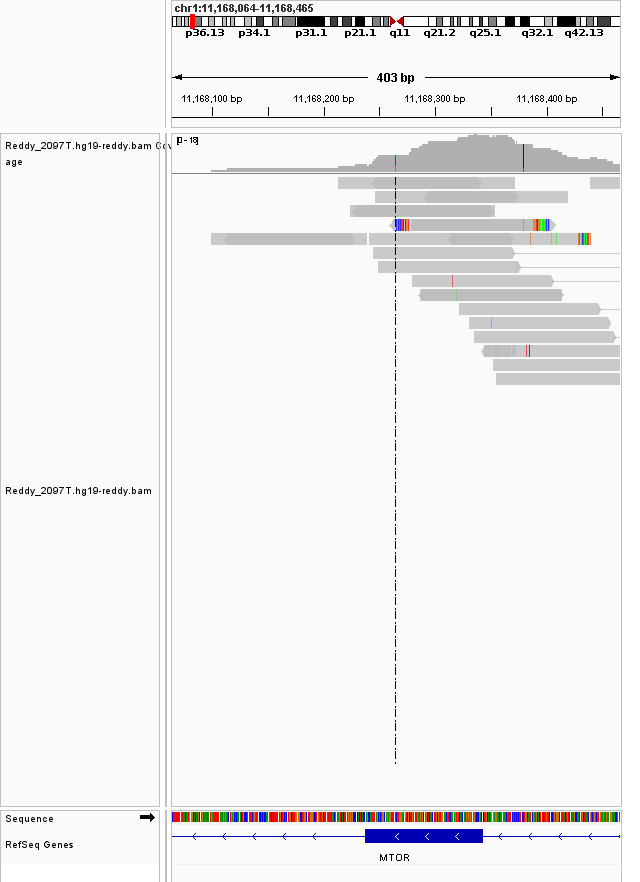 chr1:11,168,064-11,168,465
p36.13 p34.1 p31.1 p21.1 q11 q21.2 q25.1 q32.1 q42.13
403 bp
11,168,100 bp 11,168,200 bp 11,168,300 bp 11,168,400 bp
Reddy_2097T.hg19-reddy.bam Cov
age
[0 - 18]
Reddy_2097T.hg19-reddy.bam
Sequence
RefSeq Genes
MTOR